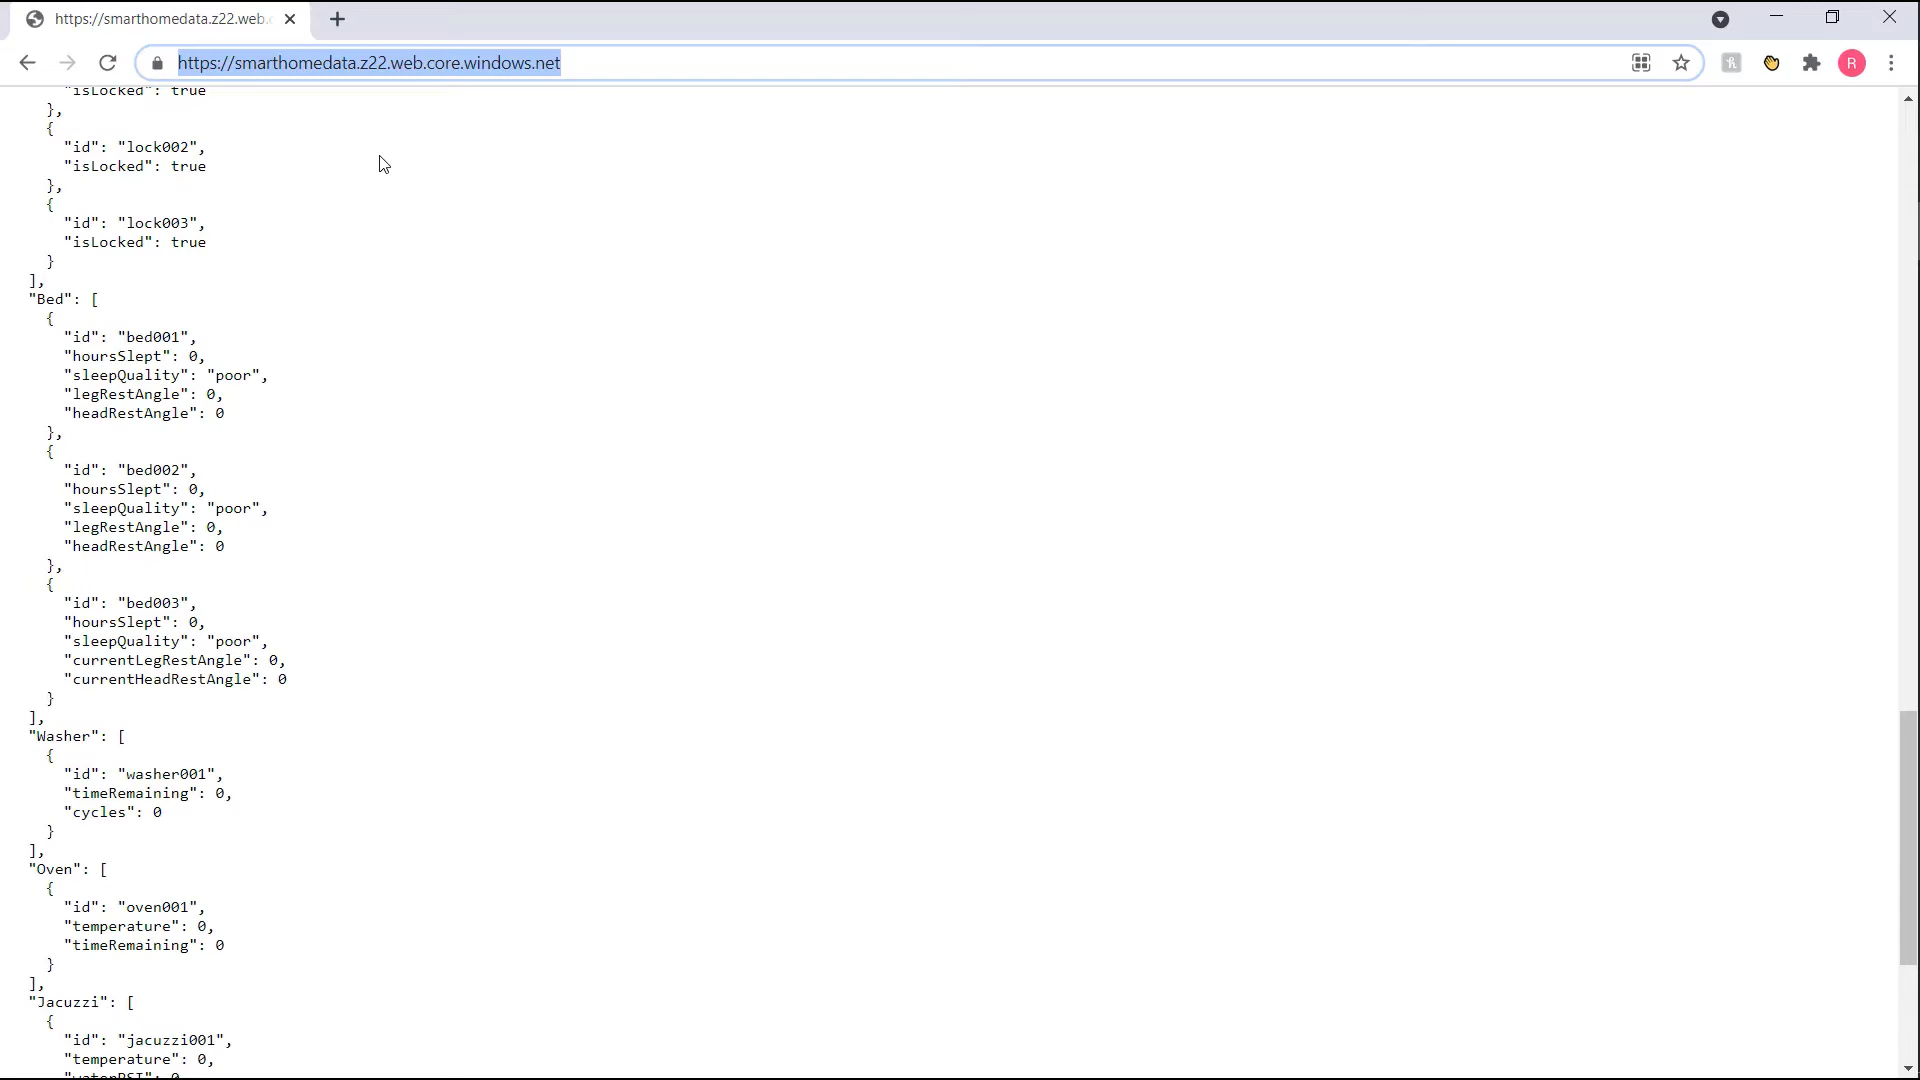 https://smarthomedata.z22.web.c
https://smarthomedata.z22.web.core.windows.net
R
"isLocked": true
},
{
"id": "lock002",
"isLocked": true
},
{
"id": "lock003",
"isLocked": true
}
],
"Bed": [
{
"id": "bed001",
"hoursSlept": 0,
"sleepQuality": "poor",
"legRestAngle": 0,
"headRestAngle": 0
},
{
"id": "bed002",
"hoursSlept": 0,
"sleepQuality": "poor",
"legRestAngle": 0,
"headRestAngle": 0
},
{
"id": "bed003",
"hoursSlept": 0,
"sleepQuality": "poor",
"currentLegRestAngle": 0,
"currentHeadRestAngle": 0
}
],
"Washer": [
{
"id": "washer001",
"timeRemaining": 0,
"cycles": 0
}
],
"Oven": [
{
"id": "oven001",
"temperature": 0,
"timeRemaining": 0
}
],
"Jacuzzi": [
{
"id": "jacuzzi001",
"temperature": 0,
"waterPSI": 0